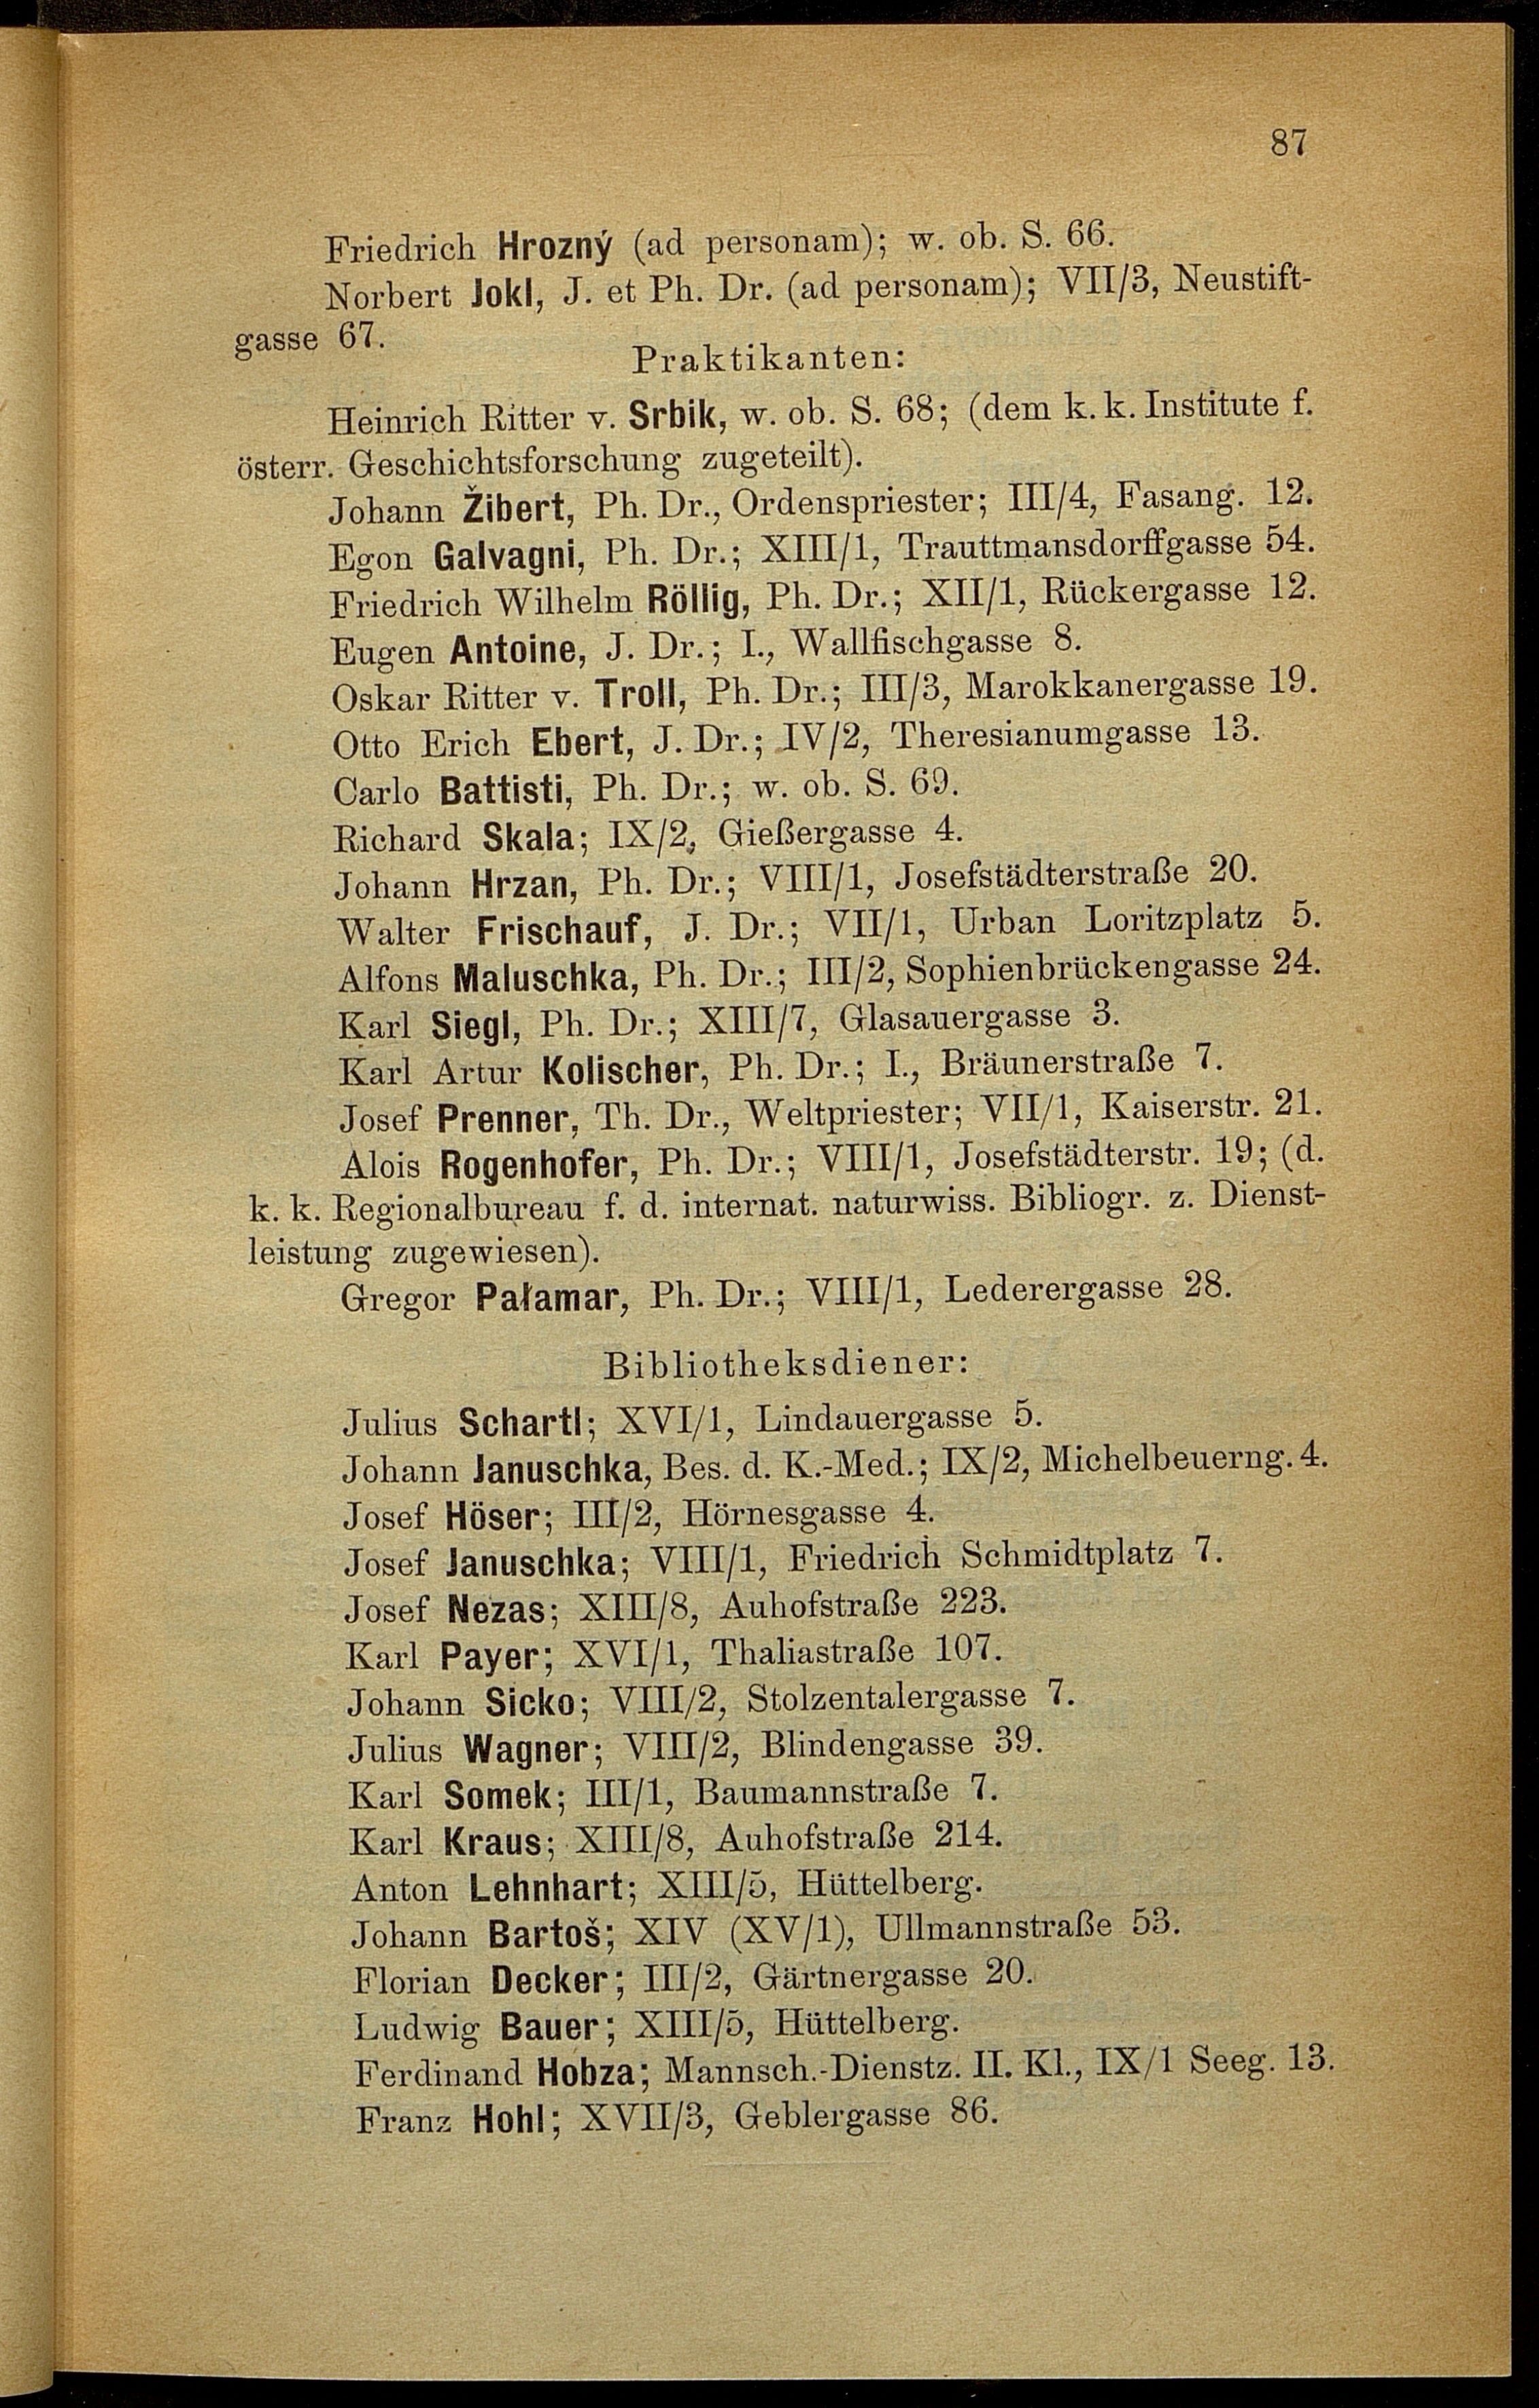 87
Friedrich Hrozný (ad personam); w. ob. S. 66.
Norbert Jokl, J. et Ph. Dr. (ad personam); VII/3, Neustift-
gasse 67.
Praktikanten:
Heinrich Ritter v. Srbik, w. ob. S. 68; (dem k. k. Institute f.
österr. Geschichtsforschung zugeteilt).
Johann Žibert, Ph. Dr., Ordenspriester; III/4, Fasang. 12.
Egon Galvagni, Ph. Dr.; XIII/1, Trauttmansdorffgasse 54.
Friedrich Wilhelm Röllig, Ph. Dr.; XII/1, Rückergasse 12.
Eugen Antoine, J. Dr.; I., Wallfischgasse 8.
Oskar Ritter v. Troll, Ph. Dr.; III/3, Marokkanergasse 19.
Otto Erich Ebert, J. Dr.; IV/2, Theresianumgasse 13.
Carlo Battisti, Ph. Dr.; w. ob. S. 69.
Richard Skala; IX/2, Gießergasse 4.
Johann Hrzan, Ph. Dr.; VIII/1, Josefstädterstraße 20.
Walter Frischauf, J. Dr.; VII/1, Urban Loritzplatz 5.
Alfons Maluschka, Ph. Dr.; III/2, Sophienbrückengasse 24.
Karl Siegl, Ph. Dr.; XIII/7, Glasauergasse 3.
Karl Artur Kolischer, Ph. Dr.; I., Bräunerstraße 7.
Josef Prenner, Th. Dr., Weltpriester; VII/1, Kaiserstr. 21.
Alois Rogenhofer, Ph. Dr.; VIII/1, Josefstädterstr. 19; (d.
k. k. Regionalbureau f. d. internat. naturwiss. Bibliogr. z. Dienst-
leistung zugewiesen).
Gregor Pałamar, Ph. Dr.; VIII/1, Lederergasse 28.
Bibliotheksdiener:
Julius Schartl; XVI/1, Lindauergasse 5.
Johann Januschka, Bes. d. K.-Med.; IX/2, Michelbeuerng. 4.
Josef Höser; III/2, Hörnesgasse 4.
Josef Januschka; VIII/1, Friedrich Schmidtplatz 7.
Josef Nezas; XIII/8, Auhofstraße 223.
Karl Payer; XVI/1, Thaliastraße 107.
Johann Sicko; VIII/2, Stolzentalergasse 7.
Julius Wagner; VIII/2, Blindengasse 39.
Karl Somek; III/1, Baumannstraße 7.
Karl Kraus; XIII/8, Auhofstraße 214.
Anton Lehnhart; XIII/5, Hüttelberg.
Johann Bartoš; XIV (XV/1), Ullmannstraße 53.
Florian Decker; III/2, Gärtnergasse 20.
Ludwig Bauer; XIII/5, Hüttelberg.
Ferdinand Hobza; Mannsch.-Dienstz. II. Kl., IX/1 Seeg. 13.
Franz Hohl; XVII/3, Geblergasse 86.